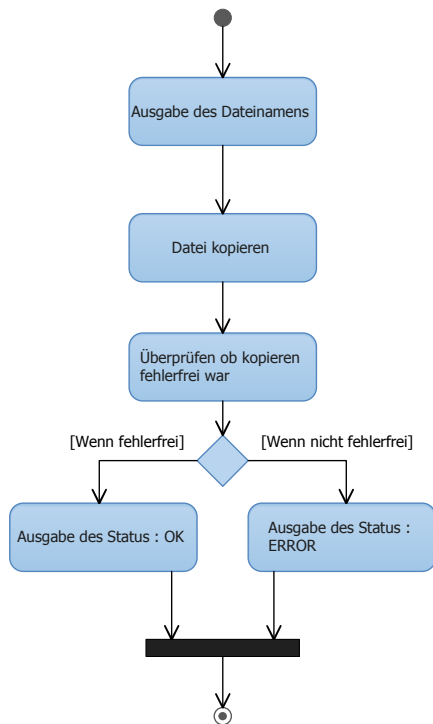 Ausgabe des Dateinamens
Datei kopieren
Überprüfen ob kopieren
fehlerfrei war
[Wenn fehlerfrei]
[Wenn nicht fehlerfrei]
Ausgabe des Status : OK
Ausgabe des Status :
ERROR